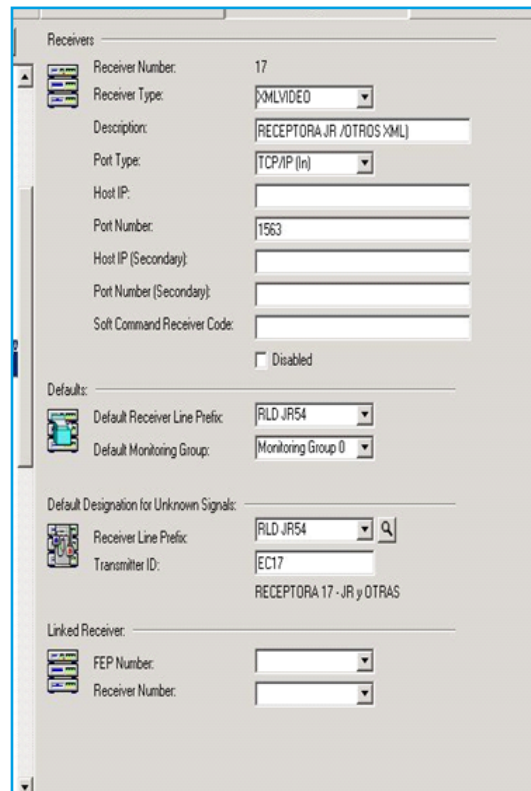 Receivers
Receiver Number: 17
Receiver Type: XMLVIDEO
Description: RECEPTORA JR /OTROS XML)
Port Type: TCP/IP (In)
Host IP:
Port Number: 1563
Host IP (Secondary):
Port Number (Secondary):
Soft Command Receiver Code:
Disabled
Defaults:
Default Receiver Line Prefix: RLD JR54
Default Monitoring Group: Monitoring Group 0
Default Designation for Unknown Signals:
Receiver Line Prefix: RLD JR54
Transmitter ID: EC17
RECEPTORA 17 - JR y OTRAS
Linked Receiver:
FEP Number:
Receiver Number: